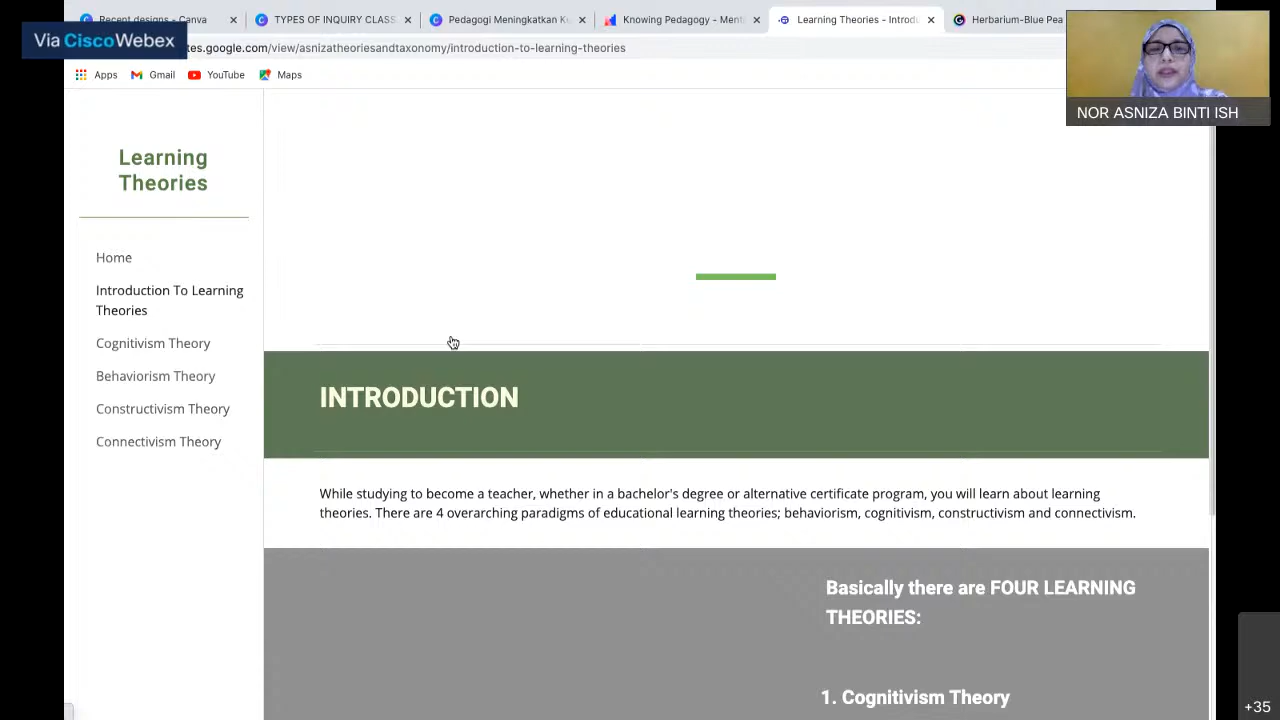 Recent designs - Canva
TYPES OF INQUIRY CLASS
Pedagogi Meningkatkan K
Knowing Pedagogy - Ment
Learning Theories - Introdu
Herbarium-Blue Pea
Via CiscoWebex
tes.google.com/view/asnizatheoriesandtaxonomy/introduction-to-learning-theories
Apps
Gmail
YouTube
Maps
NOR ASNIZA BINTI ISH
Learning
Theories
Home
Introduction To Learning
Theories
Cognitivism Theory
Behaviorism Theory
Constructivism Theory
Connectivism Theory
INTRODUCTION
While studying to become a teacher, whether in a bachelor's degree or alternative certificate program, you will learn about learning
theories. There are 4 overarching paradigms of educational learning theories; behaviorism, cognitivism, constructivism and connectivism.
Basically there are FOUR LEARNING
THEORIES:
1. Cognitivism Theory
+35